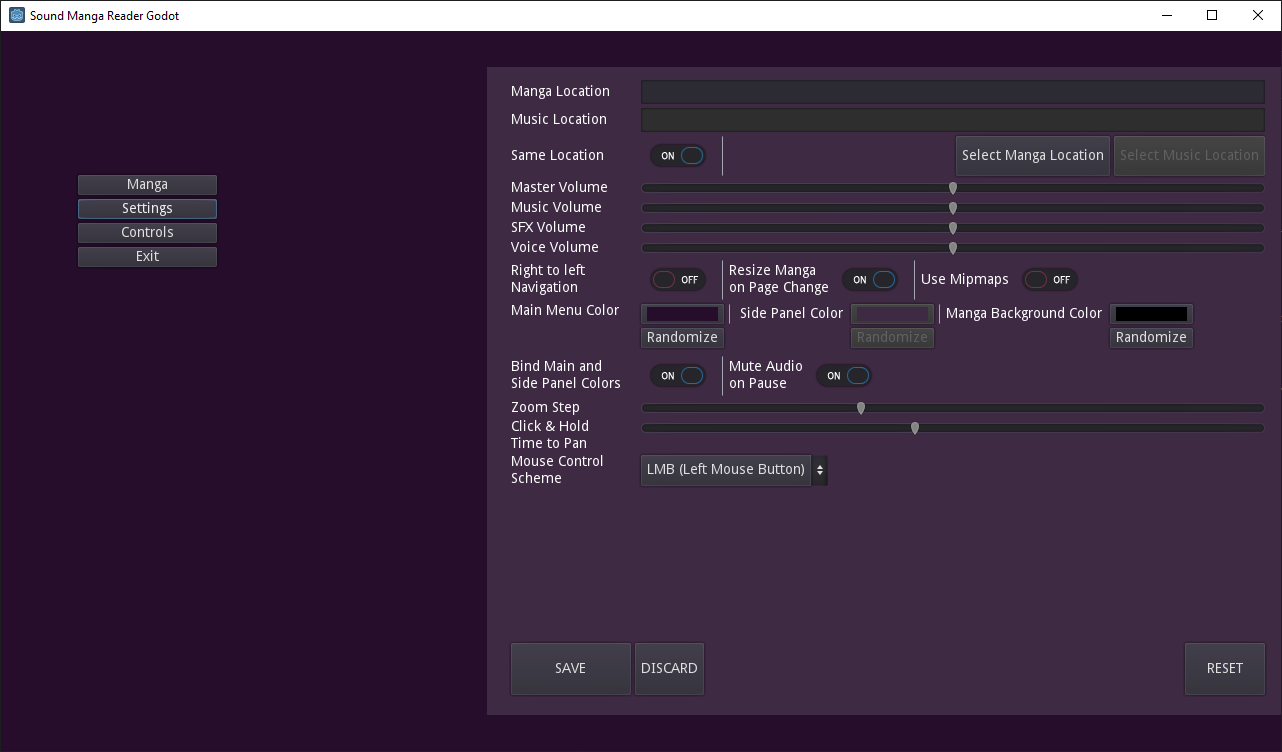 Sound Manga Reader Godot
Manga
Settings
Controls
Exit
Manga Location
Music Location
Same Location ON Select Manga Location Select Music Location
Master Volume
Music Volume
SFX Volume
Voice Volume
Right to left
Navigation
OFF
Resize Manga
on Page Change
ON
Use Mipmaps OFF
Main Menu Color Side Panel Color Manga Background Color
Randomize Randomize Randomize
Bind Main and
Side Panel Colors
ON
Mute Audio
on Pause
ON
Zoom Step
Click & Hold
Time to Pan
Mouse Control
Scheme
LMB (Left Mouse Button)
SAVE DISCARD RESET